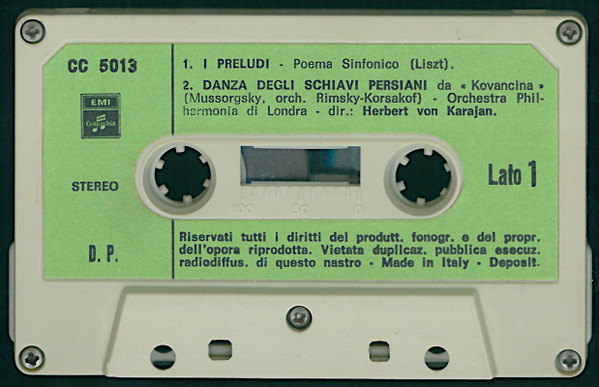 CC 5013
1. I PRELUDI - Poema Sinfonico (Liszt).
2. DANZA DEGLI SCHIAVI PERSIANI da « Kovancina »
(Mussorgsky, orch. Rimsky-Korsakof) - Orchestra Phil-
harmonia di Londra - dir.: Herbert von Karajan.
EMI
Columbia
STEREO
Lato 1
100 50 0
D. P.
Riservati tutti i diritti del produtt. fonogr. e del propr.
dell'opora riprodotta. Vietata duplicaz. pubblica esecuz.
radiodiffus. di questo nastro - Made in Italy - Deposit.